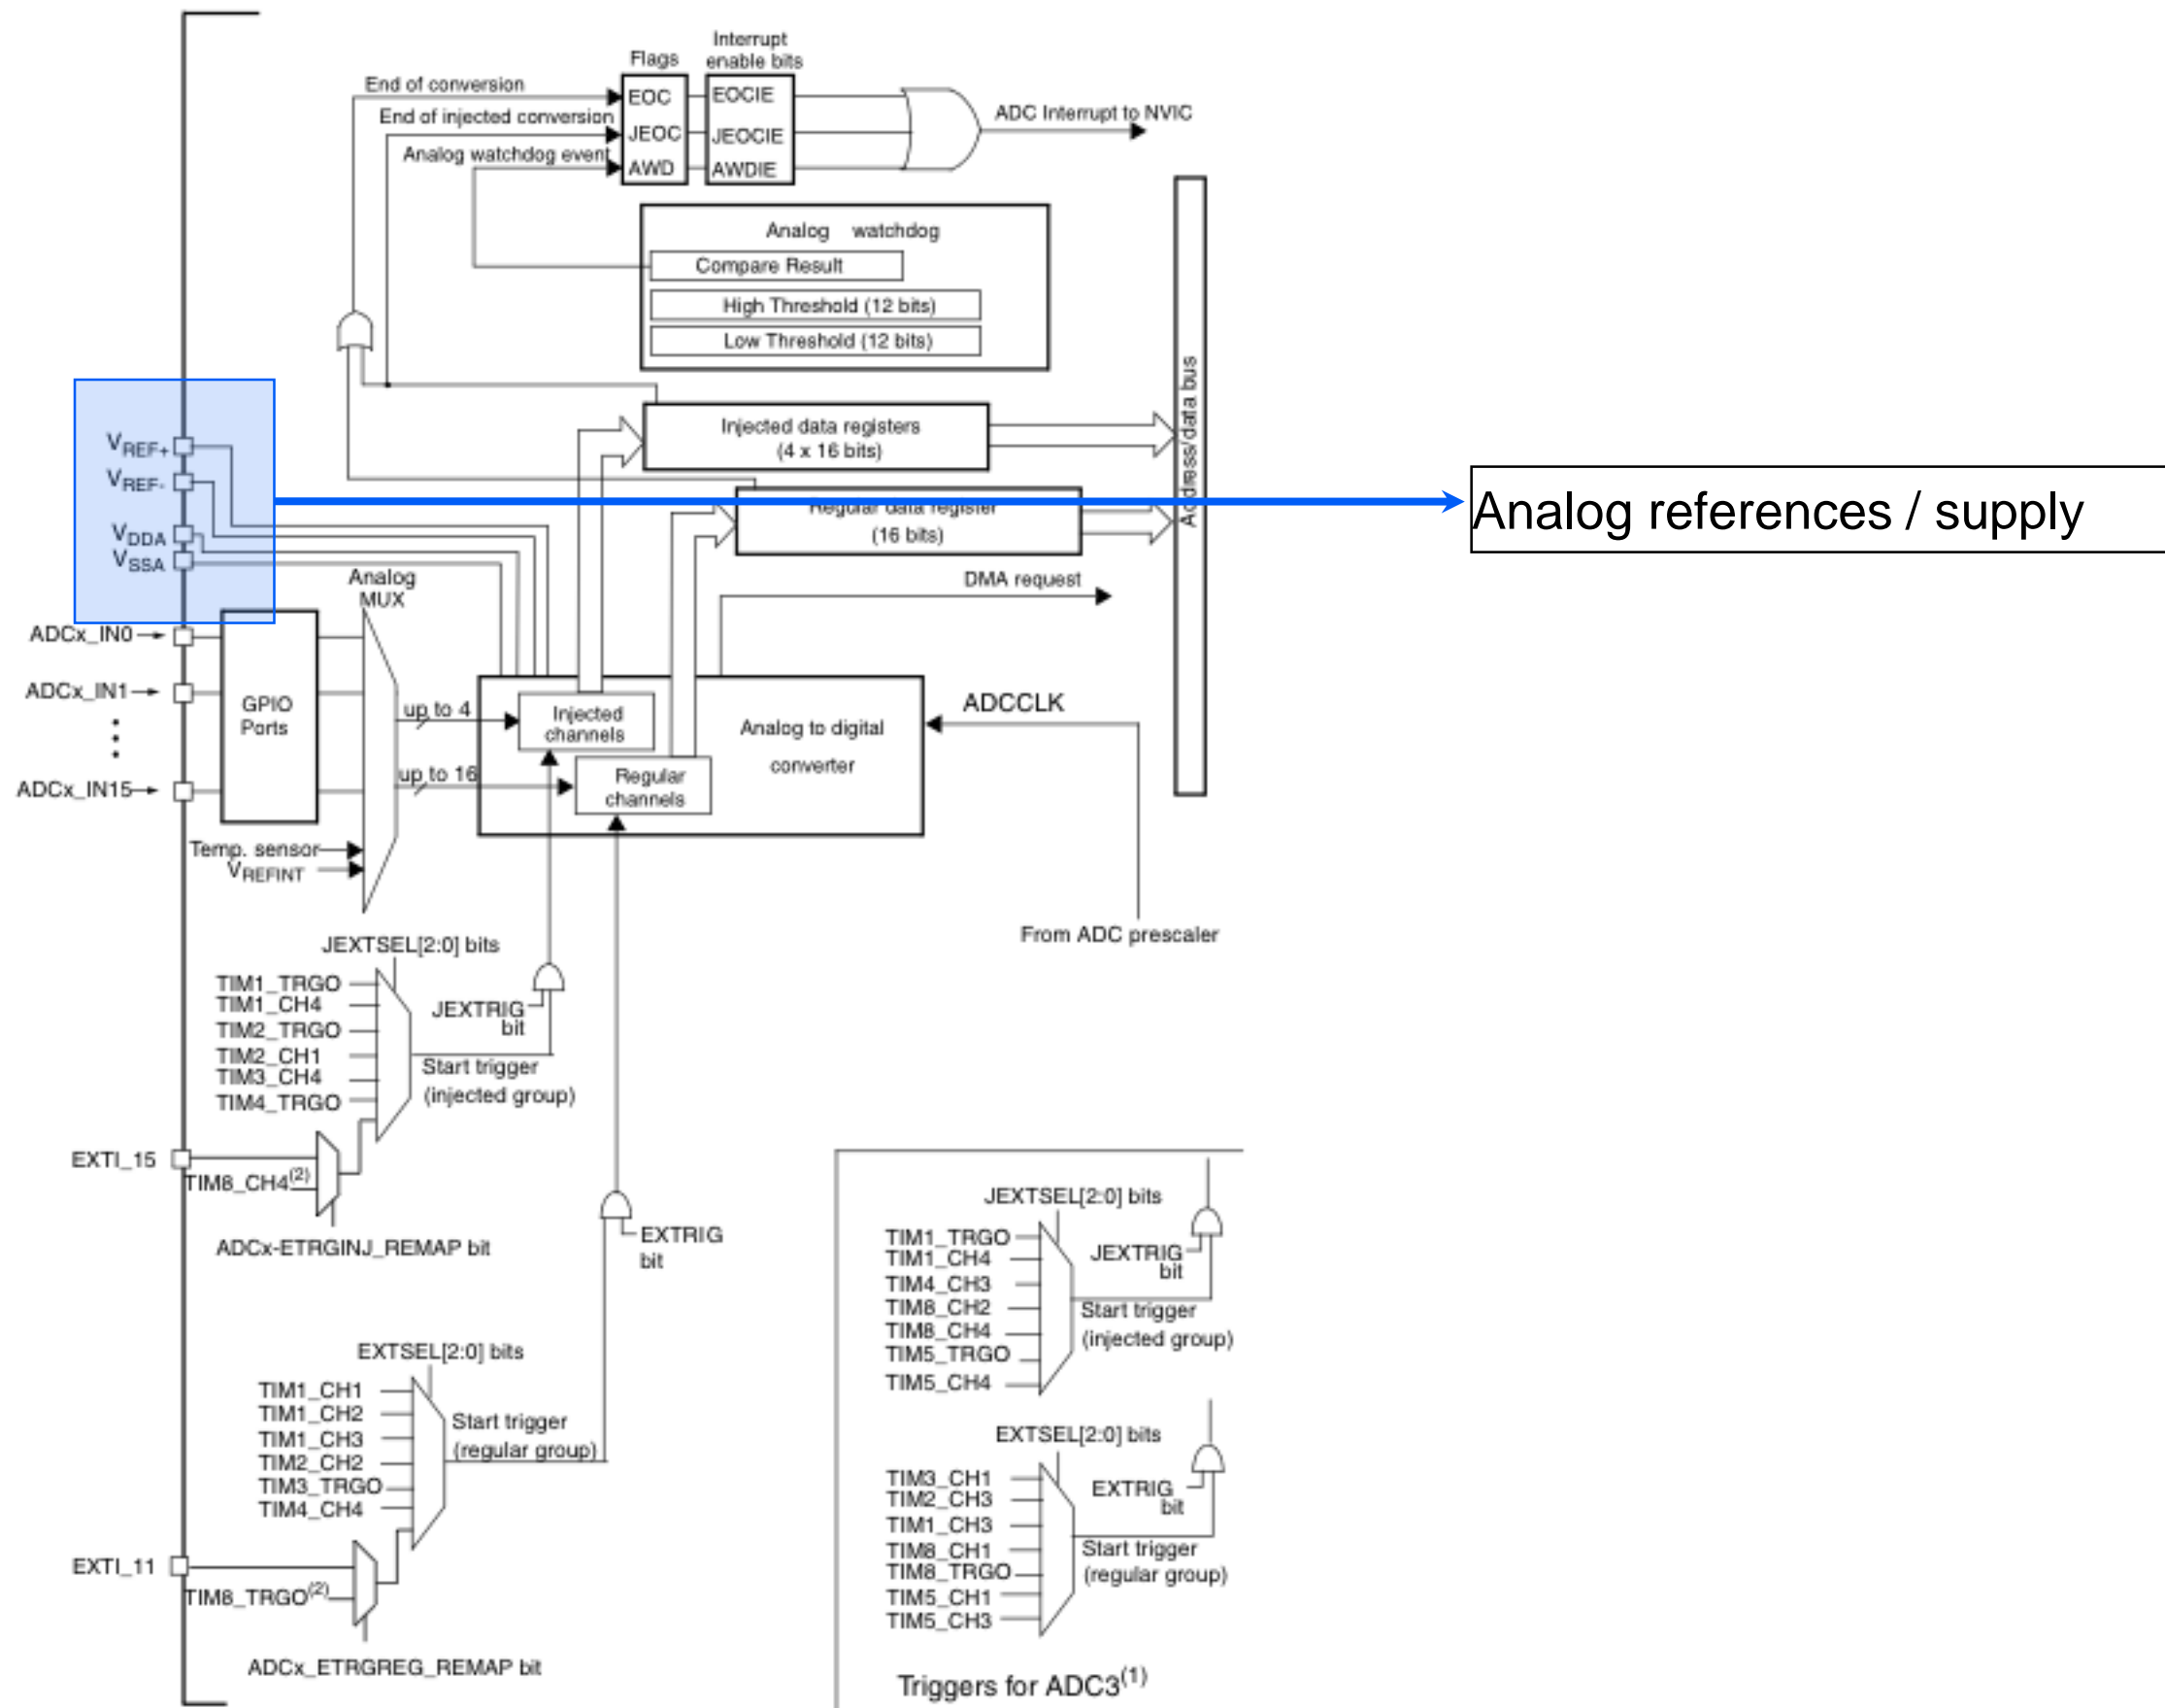 Flags
Interrupt
enable bits
End of conversion
EOC
EOCIE
End of injected conversion
JEOC
JEOCIE
ADC Interrupt to NVIC
Analog watchdog event
AWD
AWDIE
Analog watchdog
Compare Result
High Threshold (12 bits)
Low Threshold (12 bits)
Address/data bus
Injected data registers
(4 x 16 bits)
VREF+
VREF-
VDDA
VSSA
Regular data register
(16 bits)
Analog references / supply
DMA request
Analog
MUX
ADCx_IN0
ADCx_IN1
ADCx_IN15
GPIO
Ports
up to 4
up to 16
Injected
channels
Regular
channels
Analog to digital
converter
ADCCLK
From ADC prescaler
Temp. sensor
VREFINT
JEXTSEL[2:0] bits
TIM1_TRGO
TIM1_CH4
TIM2_TRGO
TIM2_CH1
TIM3_CH4
TIM4_TRGO
JEXTRIG
bit
Start trigger
(injected group)
EXTI_15
TIM8_CH4(2)
ADCx-ETRGINJ_REMAP bit
EXTRIG
bit
EXTSEL[2:0] bits
TIM1_CH1
TIM1_CH2
TIM1_CH3
TIM2_CH2
TIM3_TRGO
TIM4_CH4
Start trigger
(regular group)
EXTI_11
TIM8_TRGO(2)
ADCx_ETRGREG_REMAP bit
JEXTSEL[2:0] bits
TIM1_TRGO
TIM1_CH4
TIM4_CH3
TIM8_CH2
TIM8_CH4
TIM5_TRGO
TIM5_CH4
JEXTRIG
bit
Start trigger
(injected group)
EXTSEL[2:0] bits
TIM3_CH1
TIM2_CH3
TIM1_CH3
TIM8_CH1
TIM8_TRGO
TIM5_CH1
TIM5_CH3
EXTRIG
bit
Start trigger
(regular group)
Triggers for ADC3(1)